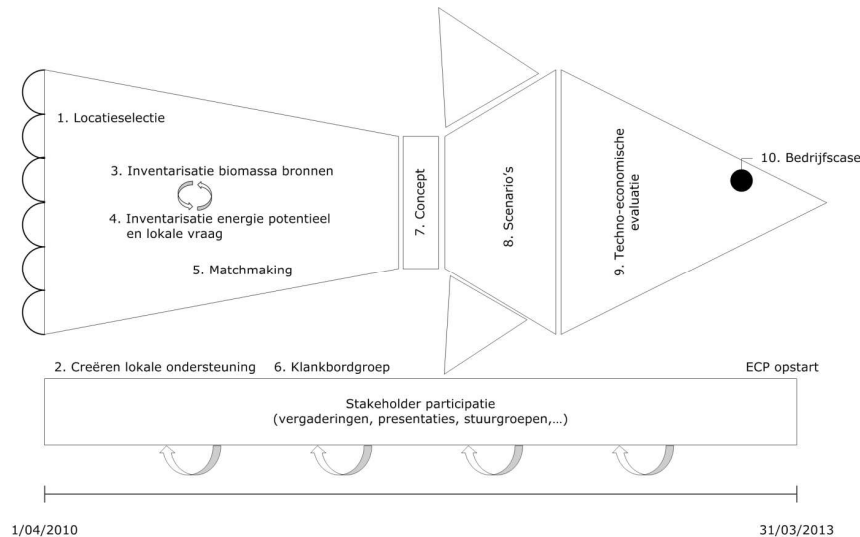 1. Locatieselectie
3. Inventarisatie biomassa bronnen
4. Inventarisatie energie potentieel
en lokale vraag
5. Matchmaking
7. Concept
8. Scenario's
9. Techno-economische
evaluatie
10. Bedrijfscase
2. Creëren lokale ondersteuning
6. Klankbordgroep
ECP opstart
Stakeholder participatie
(vergaderingen, presentaties, stuurgroepen,...)
1/04/2010
31/03/2013